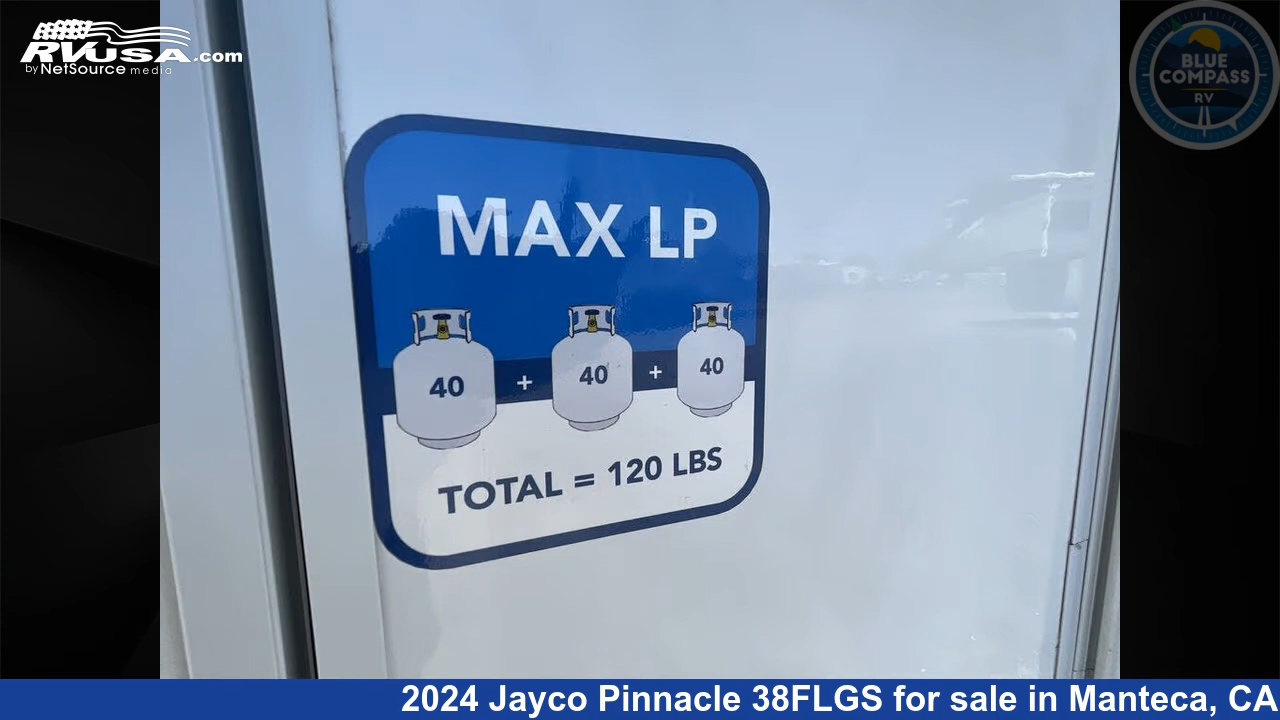 RVUSA.com
by NetSource media
BLUE
COMPASS
RV
MAX LP
40 + 40 + 40
TOTAL = 120 LBS
2024 Jayco Pinnacle 38FLGS for sale in Manteca, CA